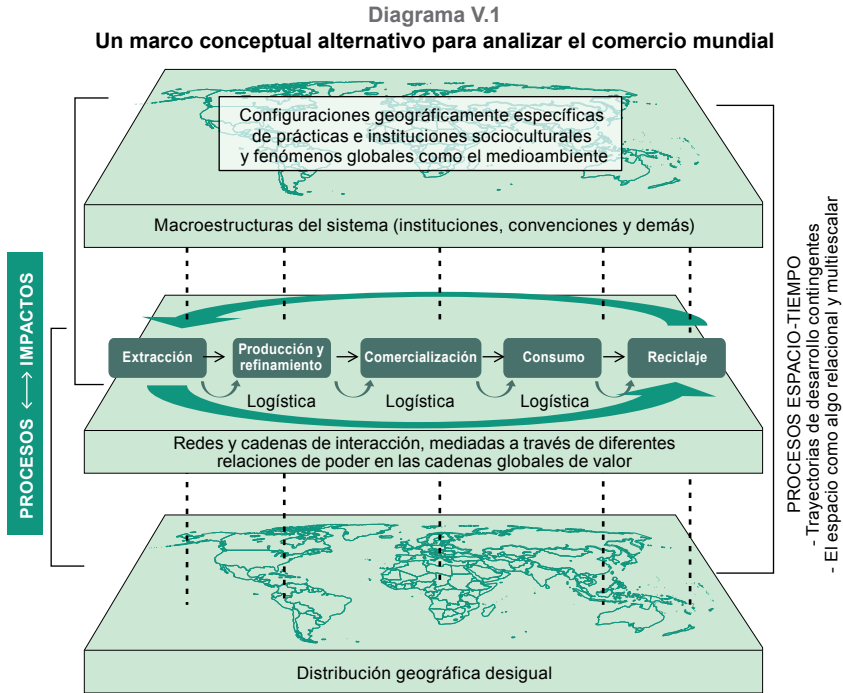 Diagrama V.1
Un marco conceptual alternativo para analizar el comercio mundial
Configuraciones geográficamente específicas
de prácticas e instituciones socioculturales
y fenómenos globales como el medioambiente
Macroestructuras del sistema (instituciones, convenciones y demás)
PROCESOS ⟷ IMPACTOS
Extracción
Producción y
refinamiento
Comercialización
Consumo
Reciclaje
Logística
Logística
Logística
Redes y cadenas de interacción, mediadas a través de diferentes
relaciones de poder en las cadenas globales de valor
Distribución geográfica desigual
PROCESOS ESPACIO-TIEMPO
- Trayectorias de desarrollo contingentes
- El espacio como algo relacional y multiescalar